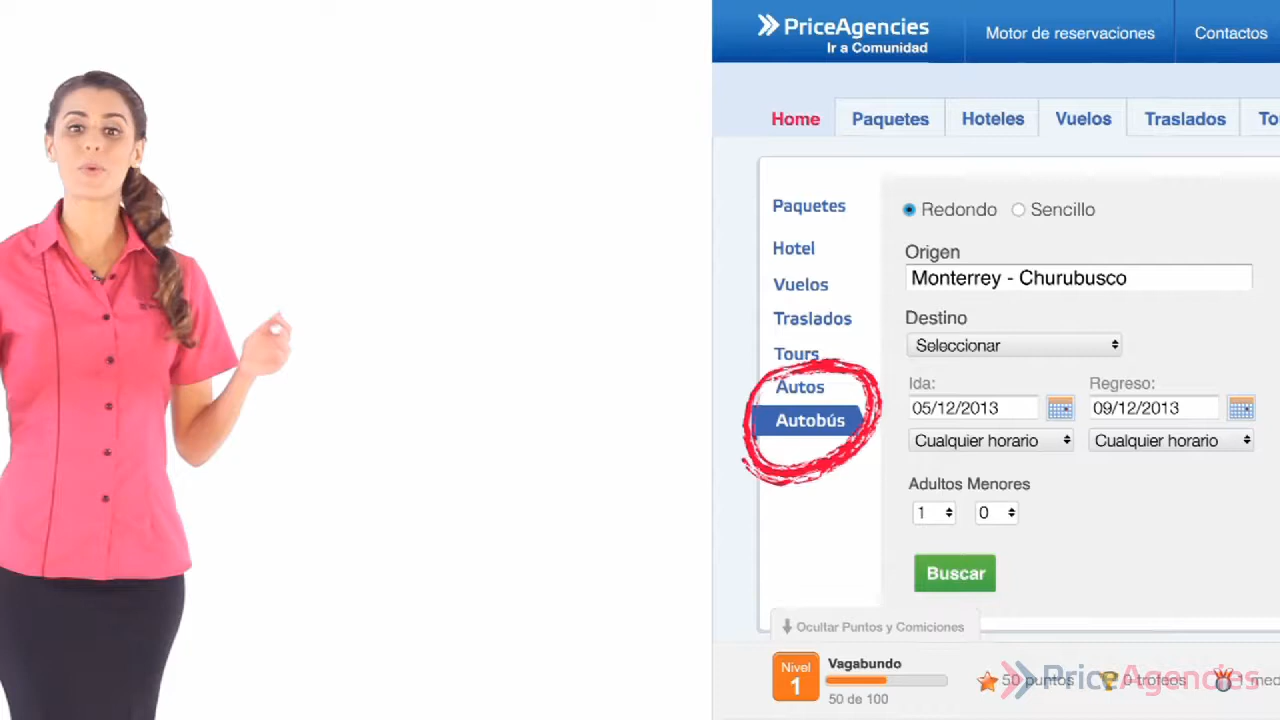 PriceAgencies
Ir a Comunidad
Motor de reservaciones
Contactos
Home
Paquetes
Hoteles
Vuelos
Traslados
To
Paquetes
Hotel
Vuelos
Traslados
Tours
Autos
Autobús
Redondo
Sencillo
Origen
Monterrey - Churubusco
Destino
Seleccionar
Ida:
Regreso:
05/12/2013
09/12/2013
Cualquier horario
Cualquier horario
Adultos Menores
1
0
Buscar
Ocultar Puntos y Comiciones
Nivel
1
Vagabundo
50 de 100
50 puntos
0 trofeos
1 med
PriceAgencies